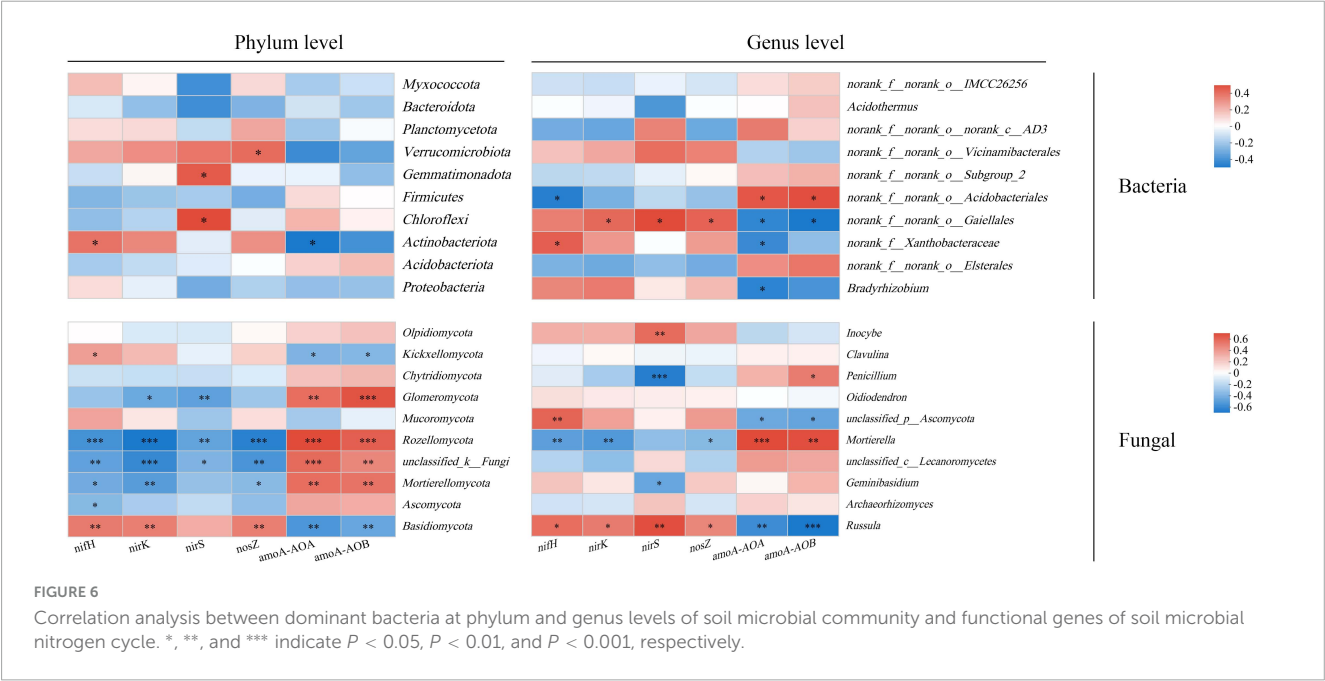 Phylum level
Genus level
Myxococcota
Bacteroidota
Planctomycetota
Verrucomicrobiota
*
Gemmatimonadota
*
Firmicutes
Chloroflexi
*
Actinobacteriota
* *
Acidobacteriota
Proteobacteria
norank_f__norank_o__IMCC26256
Acidothermus
norank_f__norank_o__norank_c__AD3
norank_f__norank_o__Vicinamibacterales
norank_f__norank_o__Subgroup_2
norank_f__norank_o__Acidobacteriales
* * *
norank_f__norank_o__Gaiellales
* * * * *
norank_f__Xanthobacteraceae
* *
norank_f__norank_o__Elsterales
Bradyrhizobium
*
0.4
0.2
0
-0.2
-0.4
Bacteria
Olpidiomycota
Kickxellomycota
* * *
Chytridiomycota
Glomeromycota
* ** ** ***
Mucoromycota
Rozellomycota
*** *** ** *** *** ***
unclassified_k__Fungi
** *** * ** *** **
Mortierellomycota
* ** * ** **
Ascomycota
*
Basidiomycota
** ** ** ** **
nifH nirK nirS nosZ amoA-AOA amoA-AOB
Inocybe
**
Clavulina
Penicillium
*** *
Oidiodendron
unclassified_p__Ascomycota
** * *
Mortierella
** ** * *** **
unclassified_c__Lecanoromycetes
Geminibasidium
*
Archaeorhizomyces
Russula
* * ** * ** ***
nifH nirK nirS nosZ amoA-AOA amoA-AOB
0.6
0.4
0.2
0
-0.2
-0.4
-0.6
Fungal
FIGURE 6
Correlation analysis between dominant bacteria at phylum and genus levels of soil microbial community and functional genes of soil microbial
nitrogen cycle. *, **, and *** indicate P < 0.05, P < 0.01, and P < 0.001, respectively.